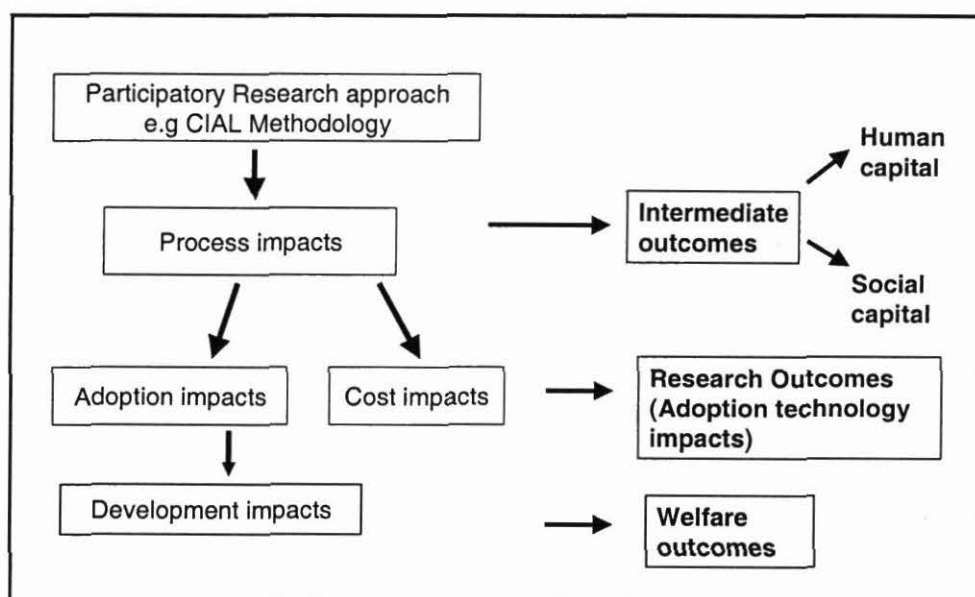 Participatory Research approach
e.g CIAL Methodology
Human
capital
Process impacts
Intermediate
outcomes
Social
capital
Adoption impacts
Cost impacts
Research Outcomes
(Adoption technology
impacts)
Development impacts
Welfare
outcomes